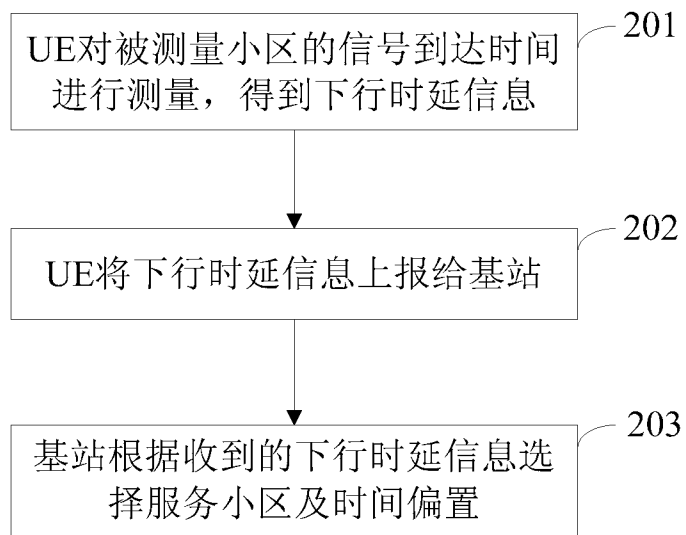 201
UE对被测量小区的信号到达时间
进行测量，得到下行时延信息
202
UE将下行时延信息上报给基站
203
基站根据收到的下行时延信息选
择服务小区及时间偏置